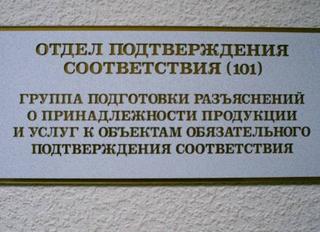 ОТДЕЛ ПОДТВЕРЖДЕНИЯ
СООТВЕТСТВИЯ (101)
ГРУППА ПОДГОТОВКИ РАЗЪЯСНЕНИЙ
О ПРИНАДЛЕЖНОСТИ ПРОДУКЦИИ
И УСЛУГ К ОБЪЕКТАМ ОБЯЗАТЕЛЬНОГО
ПОДТВЕРЖДЕНИЯ СООТВЕТСТВИЯ